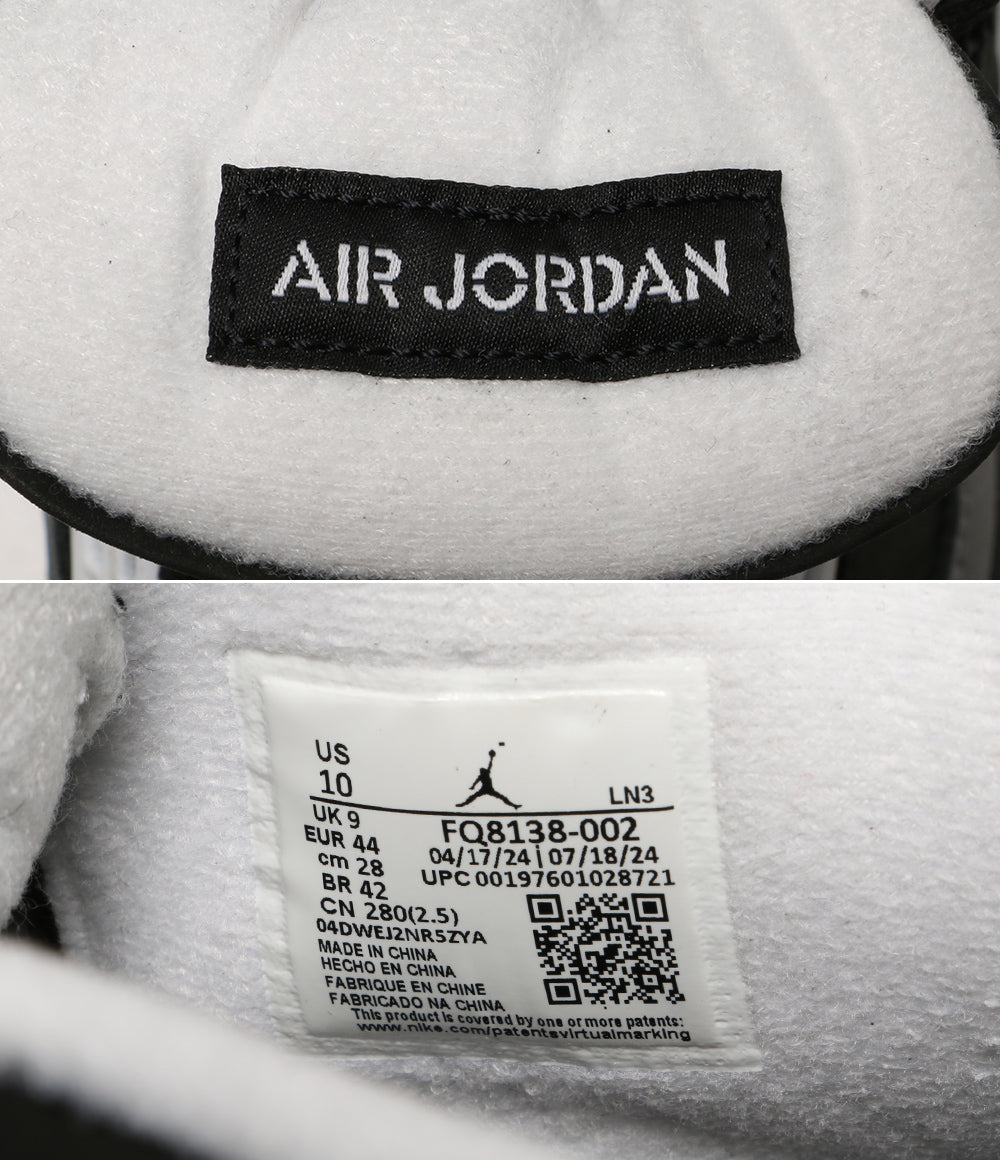 AIR JORDAN
US
10
LN3
UK 9
EUR 44
cm 28
BR 42
CN 280(2.5)
04DWEJ2NR5ZYA
FQ8138-002
04/17/24|07/18/24
UPC 00197601028721
MADE IN CHINA
HECHO EN CHINA
FABRIQUE EN CHINE
FABRICADO NA CHINA
This product is covered by one or more patents:
www.nike.com/patentsvirtualmarking